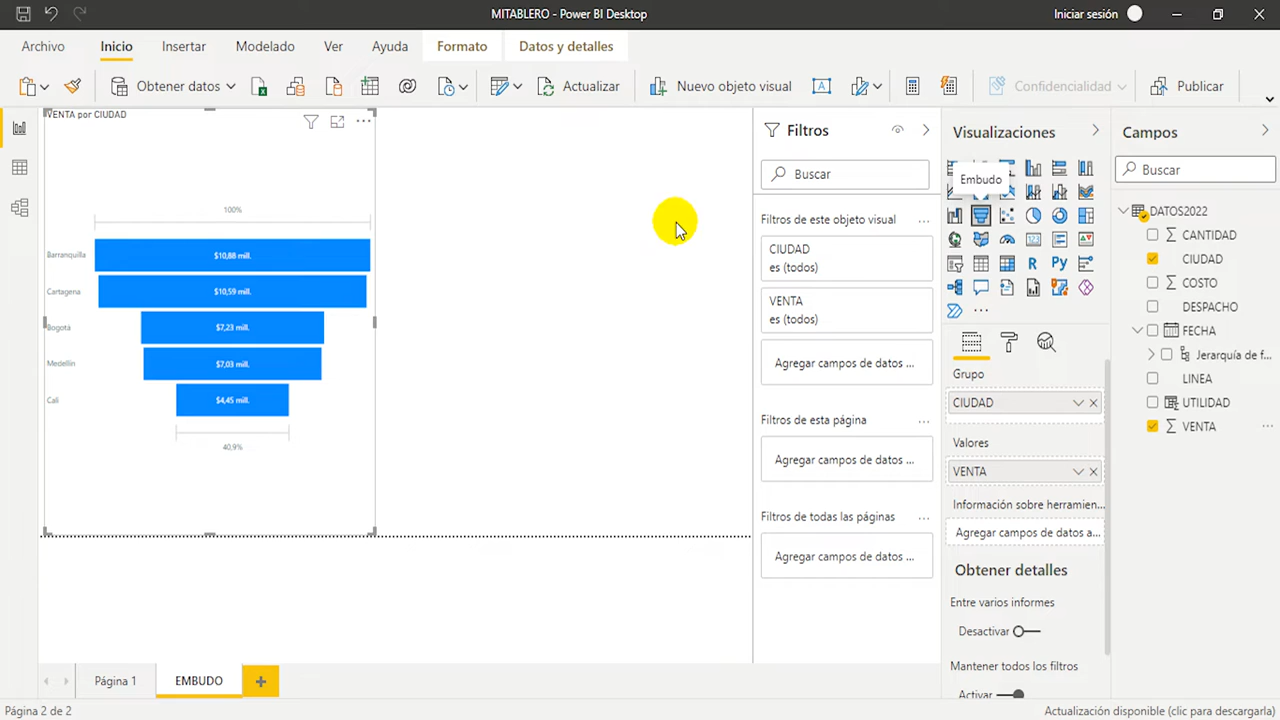 MITABLERO - Power BI Desktop
Iniciar sesión
Archivo Inicio Insertar Modelado Ver Ayuda Formato Datos y detalles
Obtener datos Actualizar Nuevo objeto visual Confidencialidad Publicar
VENTA por CIUDAD
100%
Barranquilla $10,88 mill.
Cartagena $10,59 mill.
Bogotá $7,23 mill.
Medellín $7,03 mill.
Cali $4,45 mill.
40,9%
Filtros
Buscar
Filtros de este objeto visual ...
CIUDAD
es (todos)
VENTA
es (todos)
Agregar campos de datos ...
Filtros de esta página ...
Agregar campos de datos ...
Filtros de todas las páginas ...
Agregar campos de datos ...
Visualizaciones
Embudo
R Py
...
Grupo
CIUDAD
Valores
VENTA
Información sobre herramien...
Agregar campos de datos a...
Obtener detalles
Entre varios informes
Desactivar
Mantener todos los filtros
Activar
Campos
Buscar
DATOS2022
CANTIDAD
CIUDAD
COSTO
DESPACHO
FECHA
Jerarquía de f...
LINEA
UTILIDAD
VENTA ...
Página 1 EMBUDO +
Página 2 de 2
Actualización disponible (clic para descargarla)